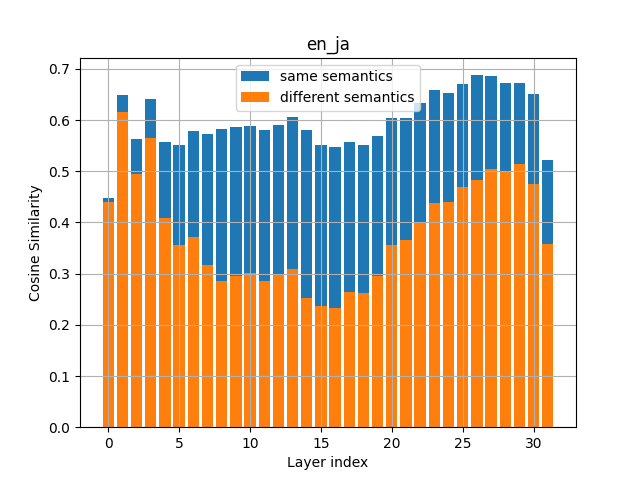 en_ja
same semantics
different semantics
Cosine Similarity
0.7
0.6
0.5
0.4
0.3
0.2
0.1
0.0
0 5 10 15 20 25 30
Layer index